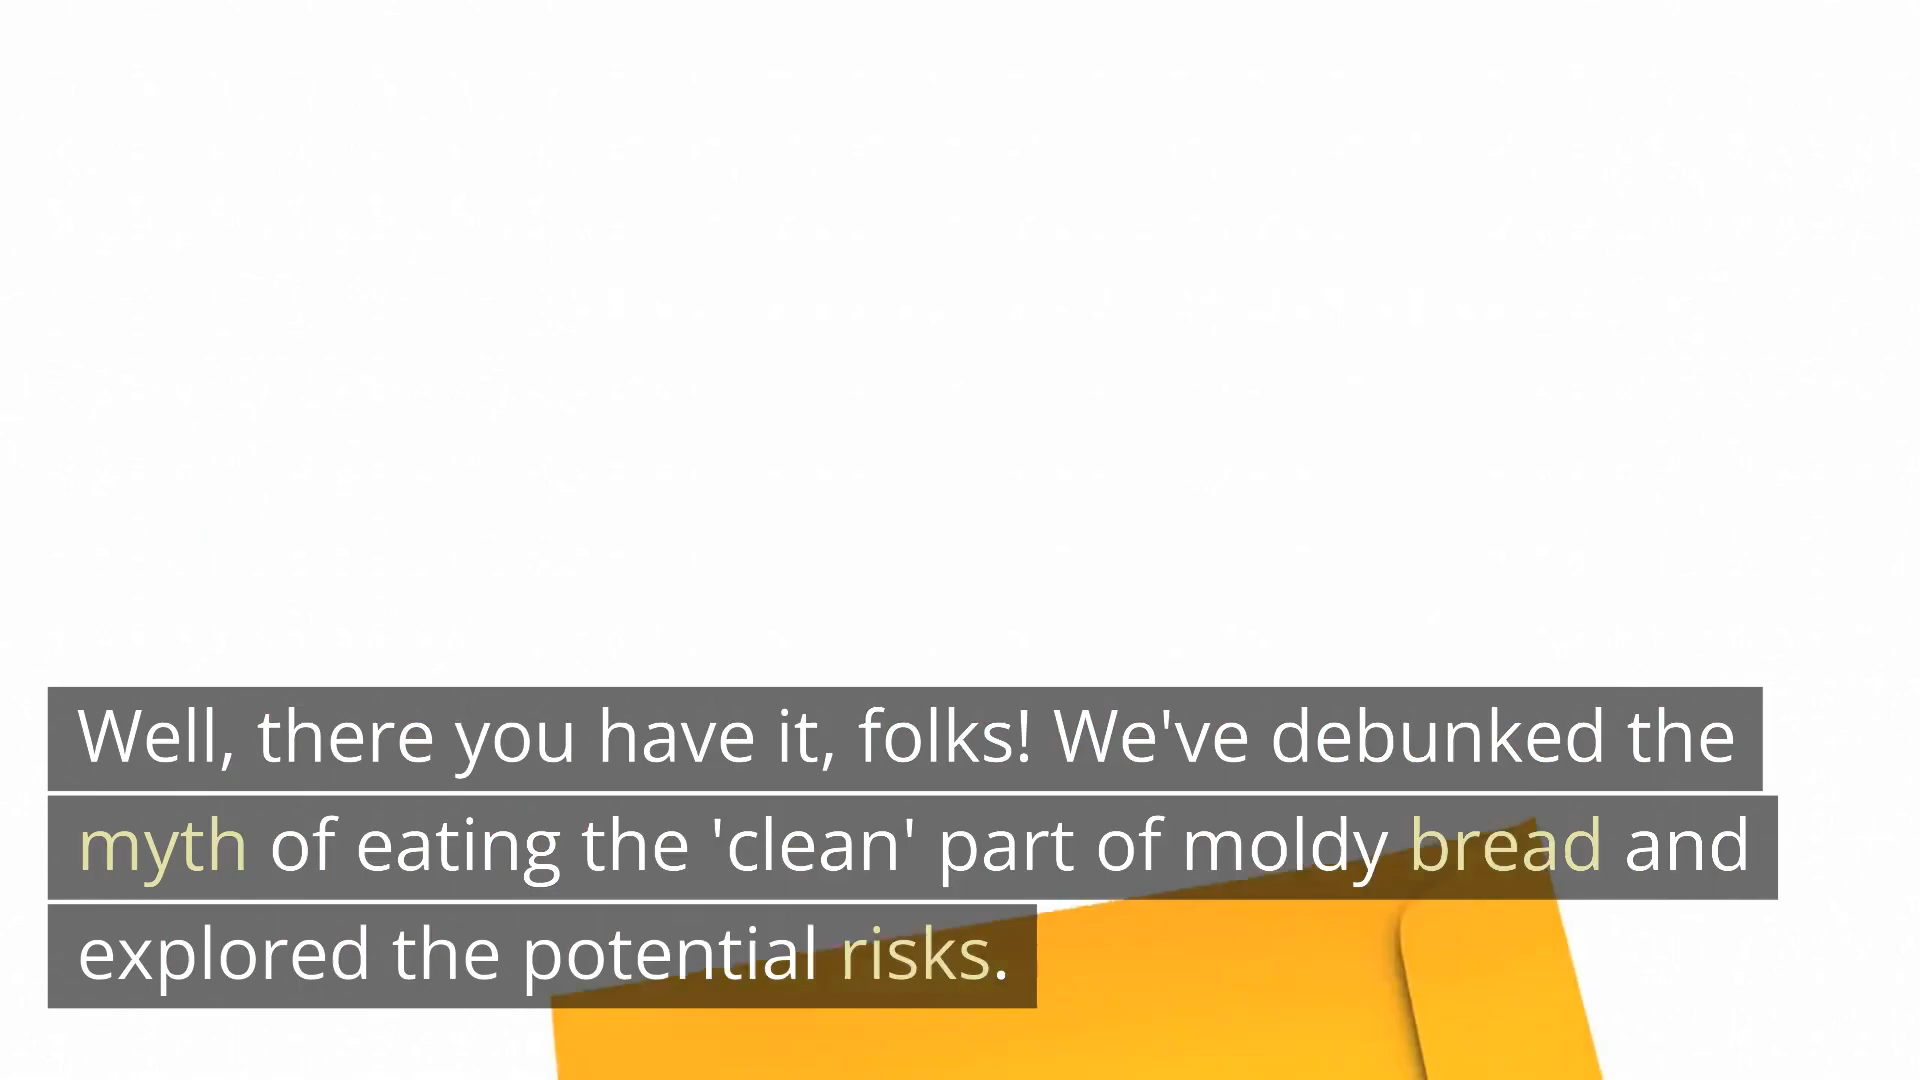 Well, there you have it, folks! We've debunked the
myth of eating the 'clean' part of moldy bread and
explored the potential risks.